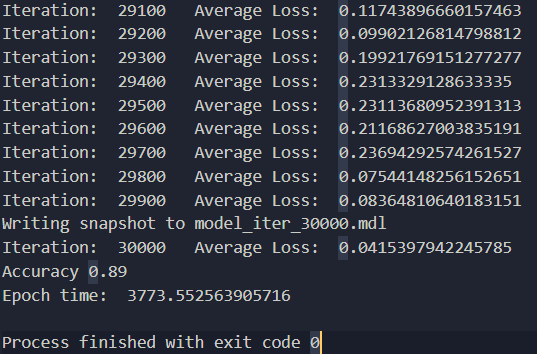 Iteration:  29100   Average Loss:  0.11743896660157463
Iteration:  29200   Average Loss:  0.09902126814798812
Iteration:  29300   Average Loss:  0.19921769151277277
Iteration:  29400   Average Loss:  0.2313329128633335
Iteration:  29500   Average Loss:  0.23113680952391313
Iteration:  29600   Average Loss:  0.21168627003835191
Iteration:  29700   Average Loss:  0.23694292574261527
Iteration:  29800   Average Loss:  0.07544148256152651
Iteration:  29900   Average Loss:  0.08364810640183151
Writing snapshot to model_iter_30000.mdl
Iteration:  30000   Average Loss:  0.0415397942245785
Accuracy 0.89
Epoch time:  3773.552563905716
Process finished with exit code 0